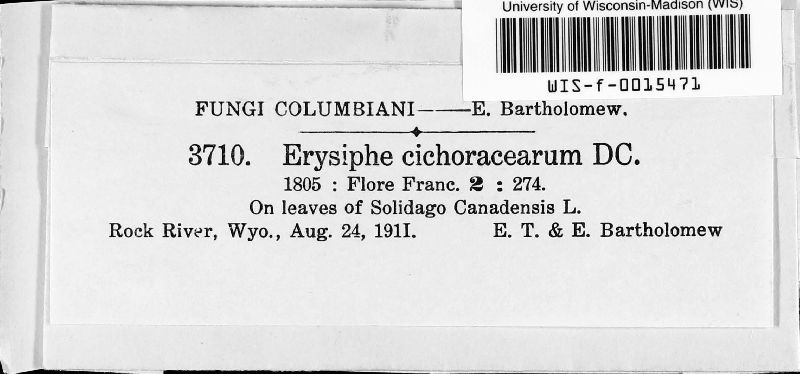 University of Wisconsin-Madison (WIS)
WIS-f-0015471
FUNGI COLUMBIANI——E. Bartholomew.
3710. Erysiphe cichoracearum DC.
1805 : Flore Franc. 2 : 274.
On leaves of Solidago Canadensis L.
Rock River, Wyo., Aug. 24, 1911. E. T. & E. Bartholomew